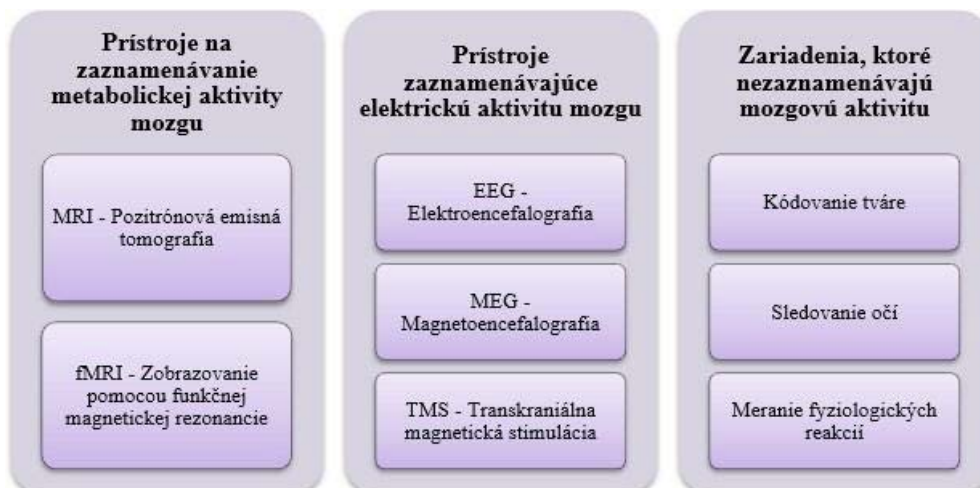 Prístroje na
zaznamenávanie
metabolickej aktivity
mozgu
MRI - Pozitrónová emisná
tomografia
fMRI - Zobrazovanie
pomocou funkčnej
magnetickej rezonancie
Prístroje
zaznamenávajúce
elektrickú aktivitu mozgu
EEG -
Elektroencefalografia
MEG -
Magnetoencefalografia
TMS - Transkraniálna
magnetická stimulácia
Zariadenia, ktoré
nezaznamenávajú
mozgovú aktivitu
Kódovanie tváre
Sledovanie očí
Meranie fyziologických
reakcií